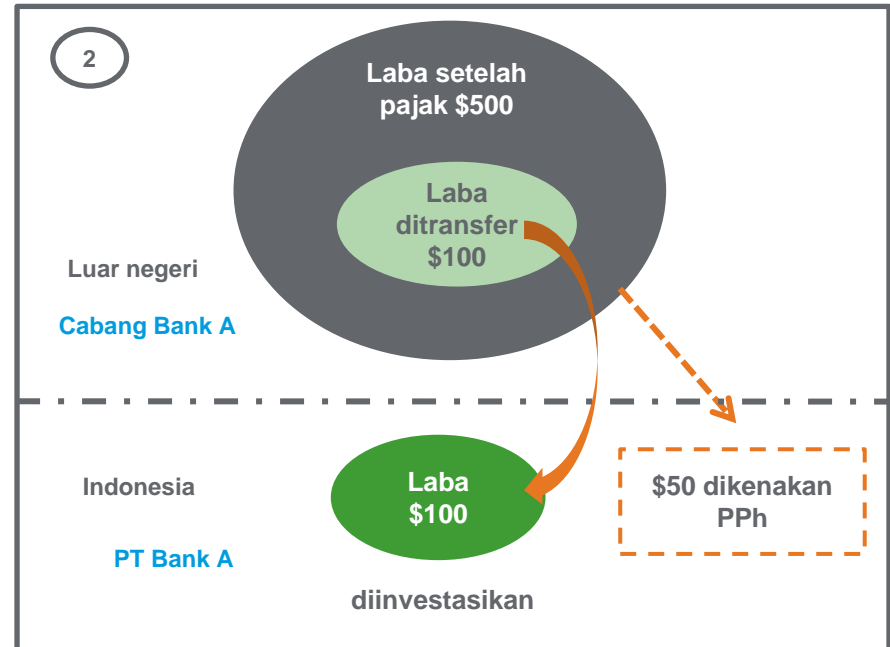 2
Laba setelah
pajak $500
Laba
ditransfer
$100
Luar negeri
Cabang Bank A
Indonesia
PT Bank A
Laba
$100
diinvestasikan
$50 dikenakan
PPh